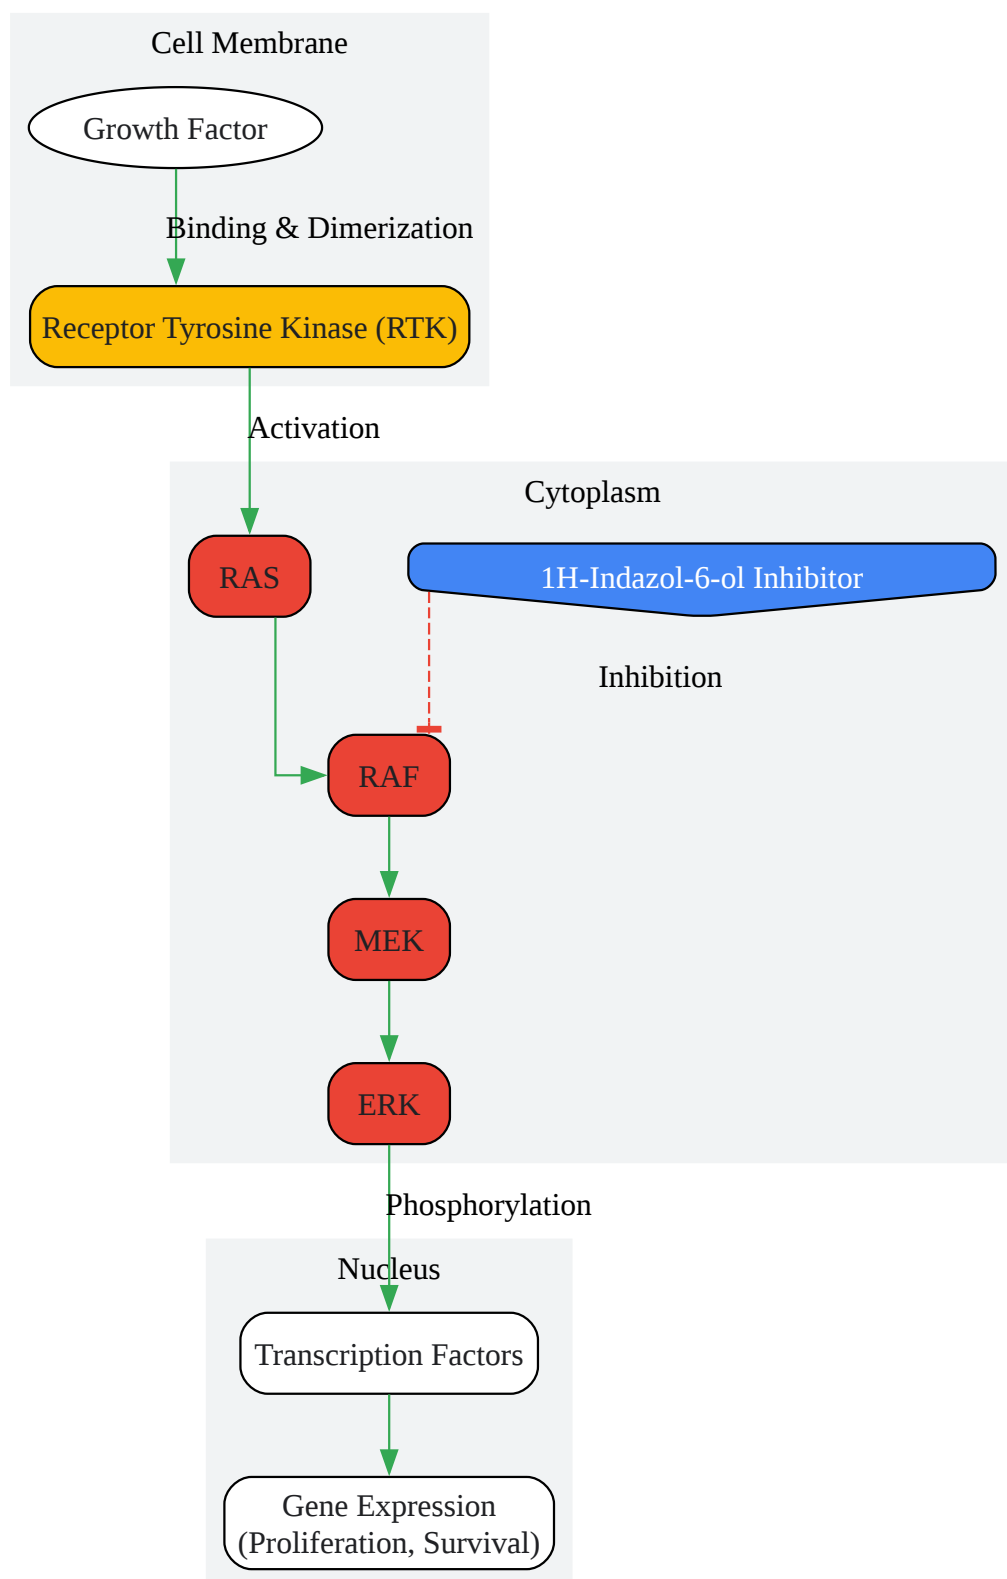 Cell Membrane
Growth Factor
Binding & Dimerization
Receptor Tyrosine Kinase (RTK)
Activation
Cytoplasm
RAS
1H-Indazol-6-ol Inhibitor
Inhibition
RAF
MEK
ERK
Phosphorylation
Nucleus
Transcription Factors
Gene Expression
(Proliferation, Survival)